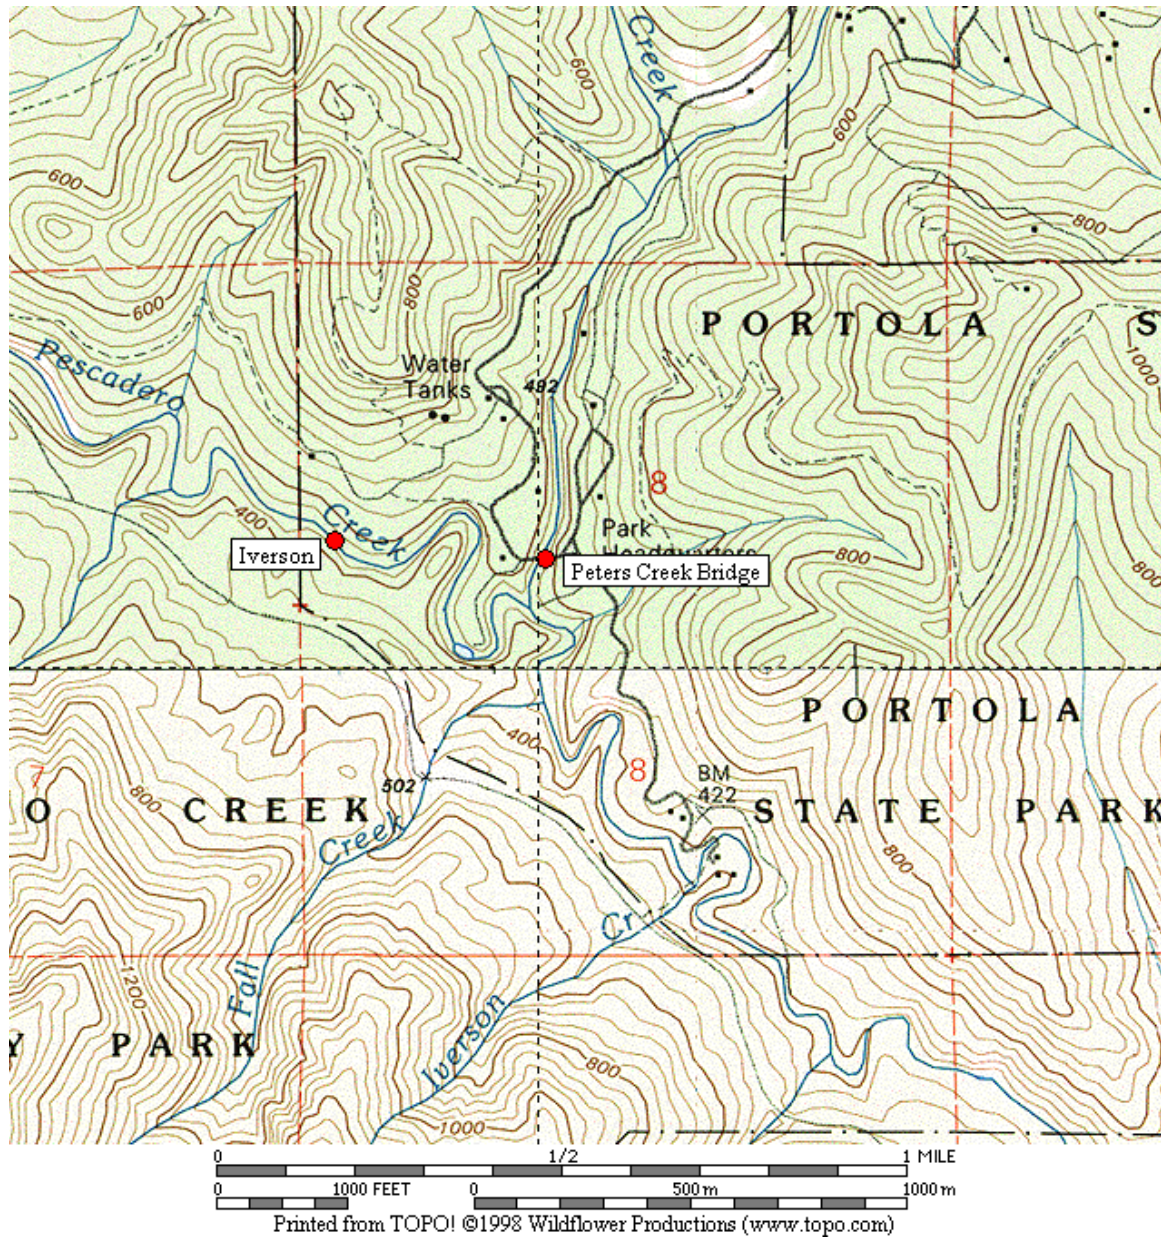 Creek
600
600
600
800
800
600
PORTOLA S
1000
Pescadero
Water
Tanks
482
8
400
Creek
Park
Headquarters
Iverson
Peters Creek Bridge
800
800
PORTOLA
400
7
8
BM
422
502
800
O CREEK
STATE PARK
Creek
800
Cr
1200
Fall
Iverson
Y PARK
800
1000
0 1/2 1 MILE
0 1000 FEET 0 500 m 1000 m
Printed from TOPO! ©1998 Wildflower Productions (www.topo.com)